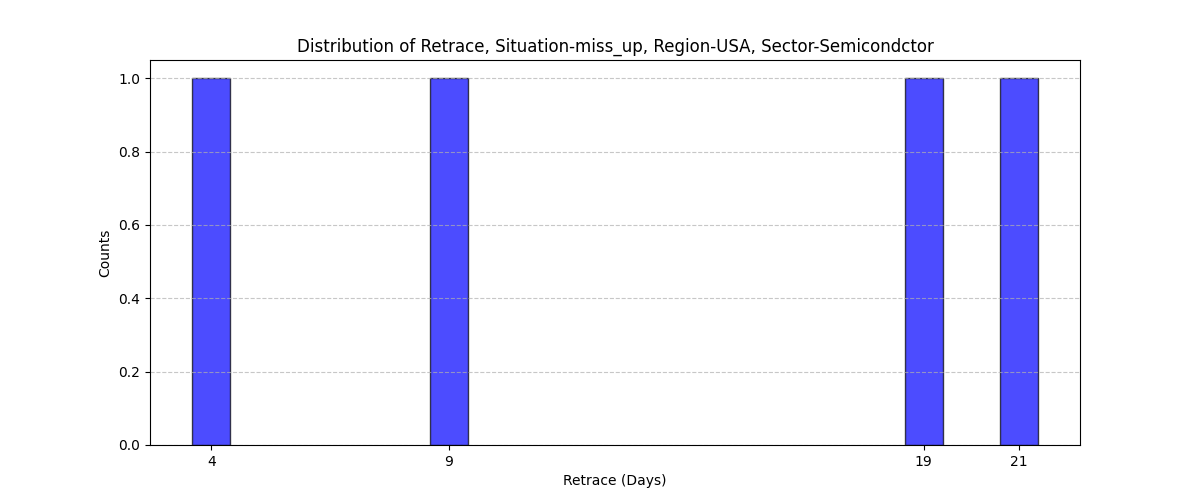 Distribution of Retrace, Situation-miss_up, Region-USA, Sector-Semicondctor
1.0
0.8
0.6
0.4
0.2
0.0
Counts
4 9 19 21
Retrace (Days)